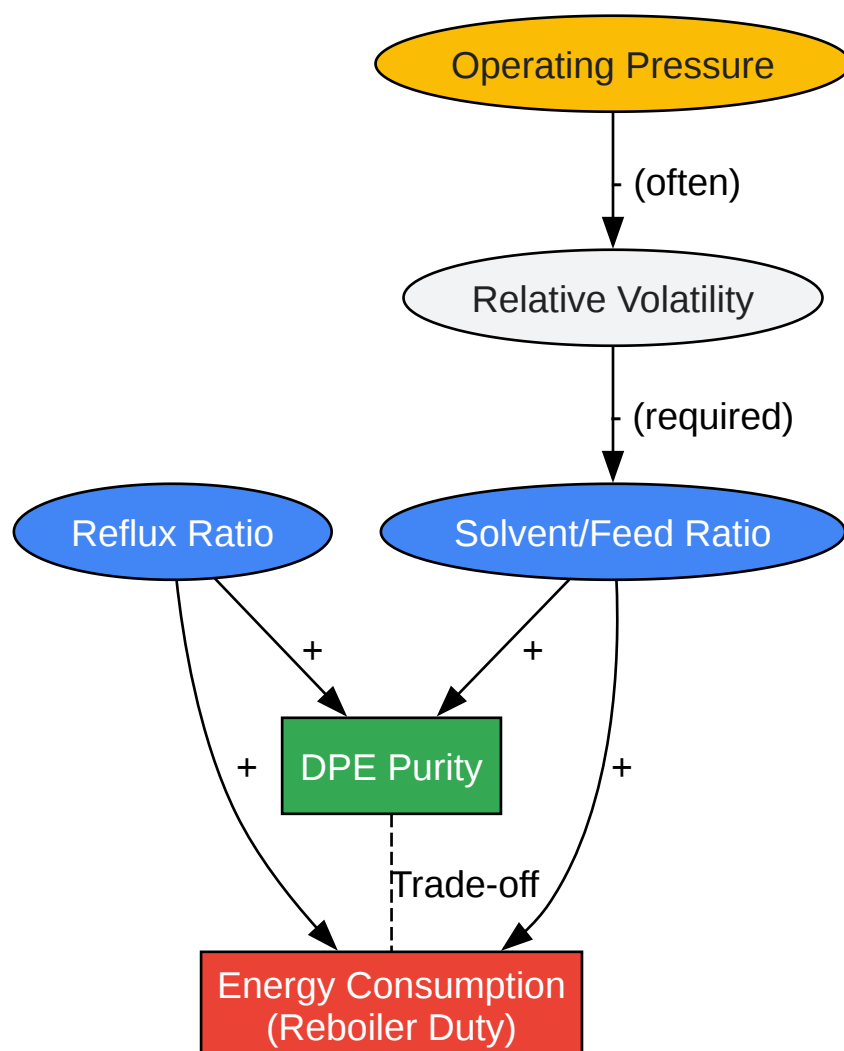 Operating Pressure
- (often)
Relative Volatility
- (required)
Reflux Ratio
Solvent/Feed Ratio
+
+
DPE Purity
+
+
Trade-off
Energy Consumption
(Reboiler Duty)